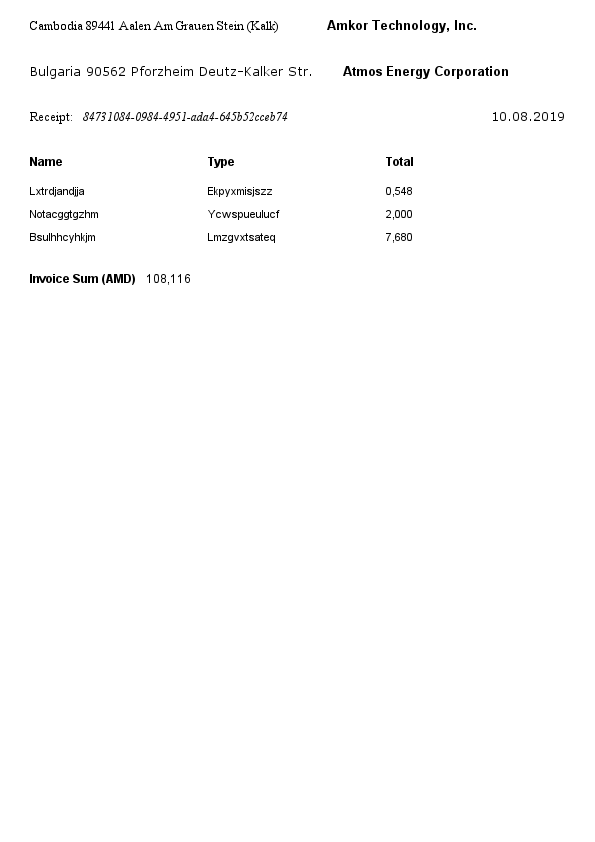 Cambodia 89441 Aalen Am Grauen Stein (Kalk) Amkor Technology, Inc.
Bulgaria 90562 Pforzheim Deutz-Kalker Str. Atmos Energy Corporation
Receipt: 84731084-0984-4951-ada4-645b52cceb74 10.08.2019
Name Type Total
Lxtrdjandjja Ekpyxmisjszz 0,548
Notacggtgzhm Ycwspueulucf 2,000
Bsulhhcyhkjm Lmzgvxtsateq 7,680
Invoice Sum (AMD) 108,116